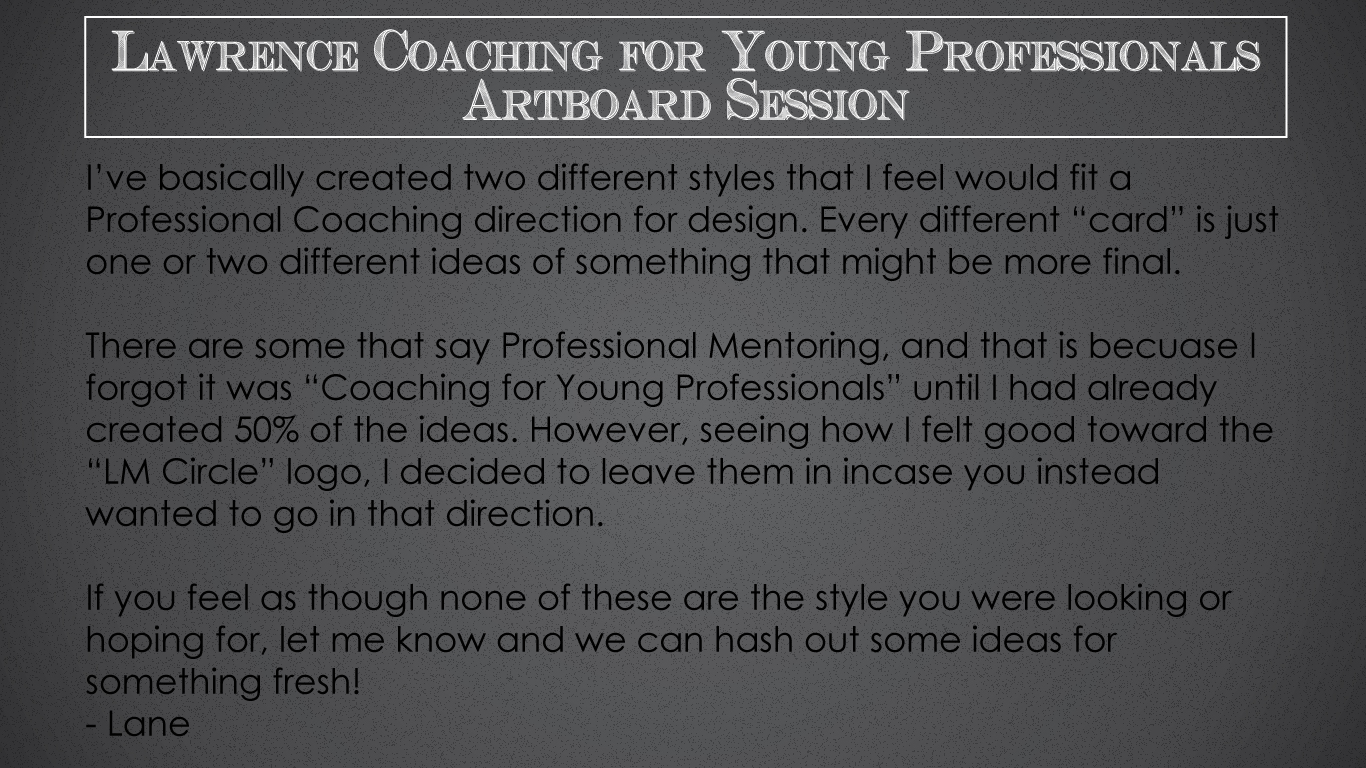 Lawrence Coaching for Young Professionals
Artboard Session
I’ve basically created two different styles that I feel would fit a
Professional Coaching direction for design. Every different “card” is just
one or two different ideas of something that might be more final.
There are some that say Professional Mentoring, and that is becuase I
forgot it was “Coaching for Young Professionals” until I had already
created 50% of the ideas. However, seeing how I felt good toward the
“LM Circle” logo, I decided to leave them in incase you instead
wanted to go in that direction.
If you feel as though none of these are the style you were looking or
hoping for, let me know and we can hash out some ideas for
something fresh!
- Lane